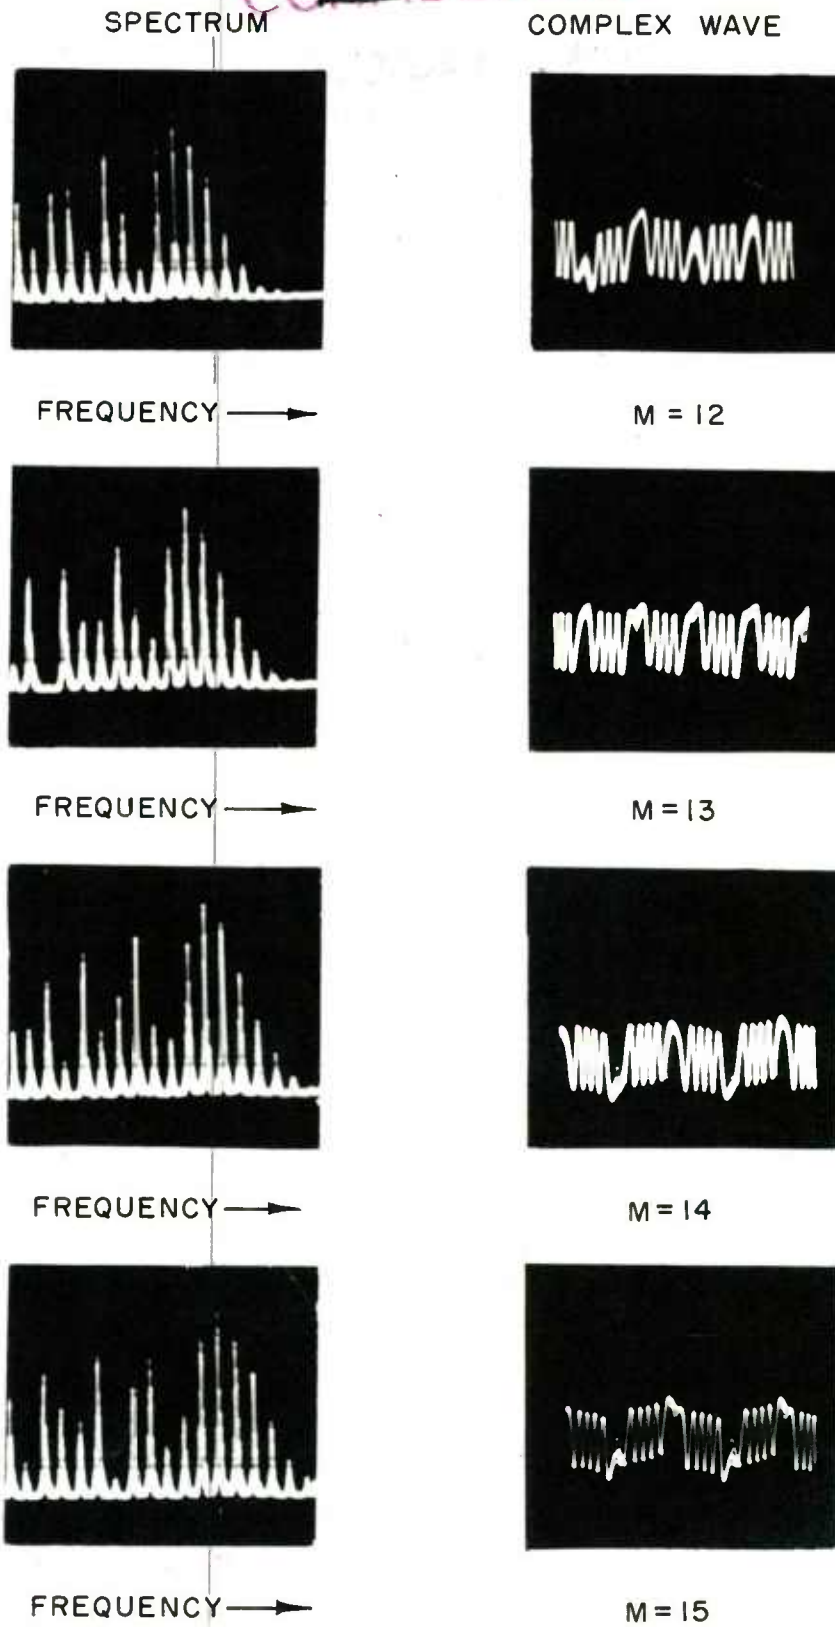 SPECTRUM COMPLEX WAVE
FREQUENCY M = 12
FREQUENCY M = 13
FREQUENCY M = 14
FREQUENCY M = 15